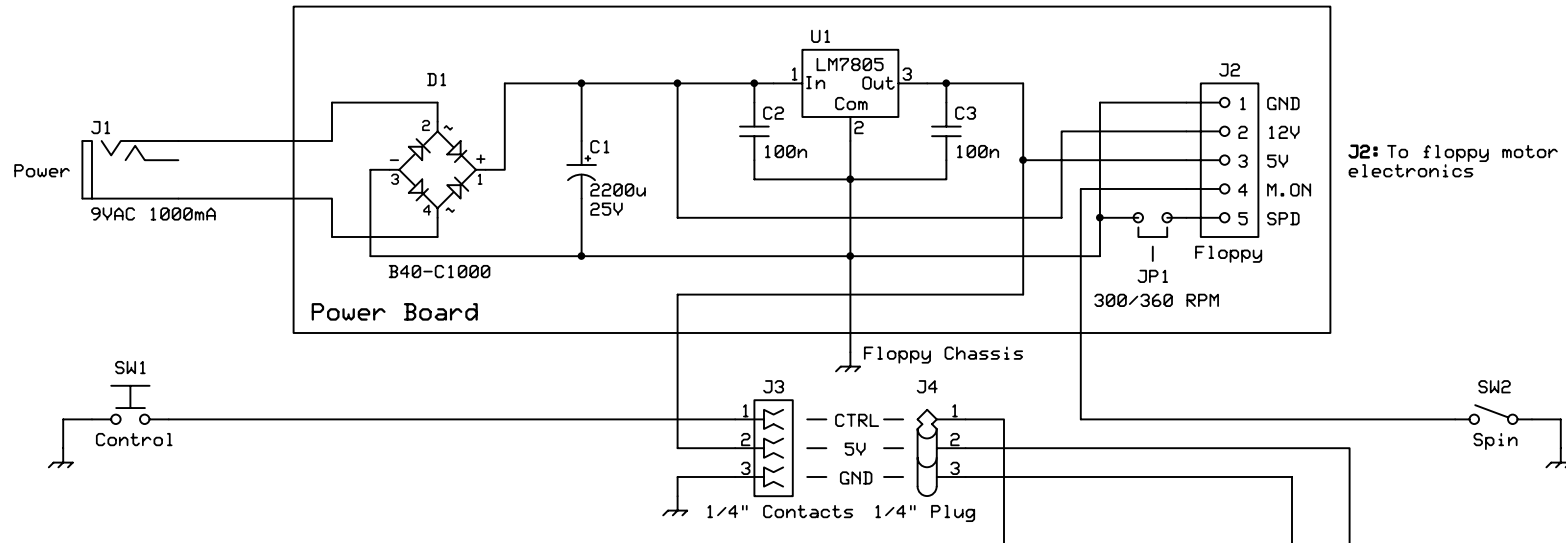 U1
LM7805
1 In Out 3
Com
2
D1
2 ~
- +
3 1
4 ~
B40-C1000
J1
Power
9VAC 1000mA
C1
+
2200u
25V
C2
100n
C3
100n
J2
1 GND
2 12V
3 5V
4 M.ON
5 SPD
Floppy
J2: To floppy motor
electronics
JP1
300/360 RPM
Power Board
Floppy Chassis
SW1
Control
J3
J4
1 CTRL 1
2 5V 2
3 GND 3
1/4" Contacts 1/4" Plug
SW2
Spin